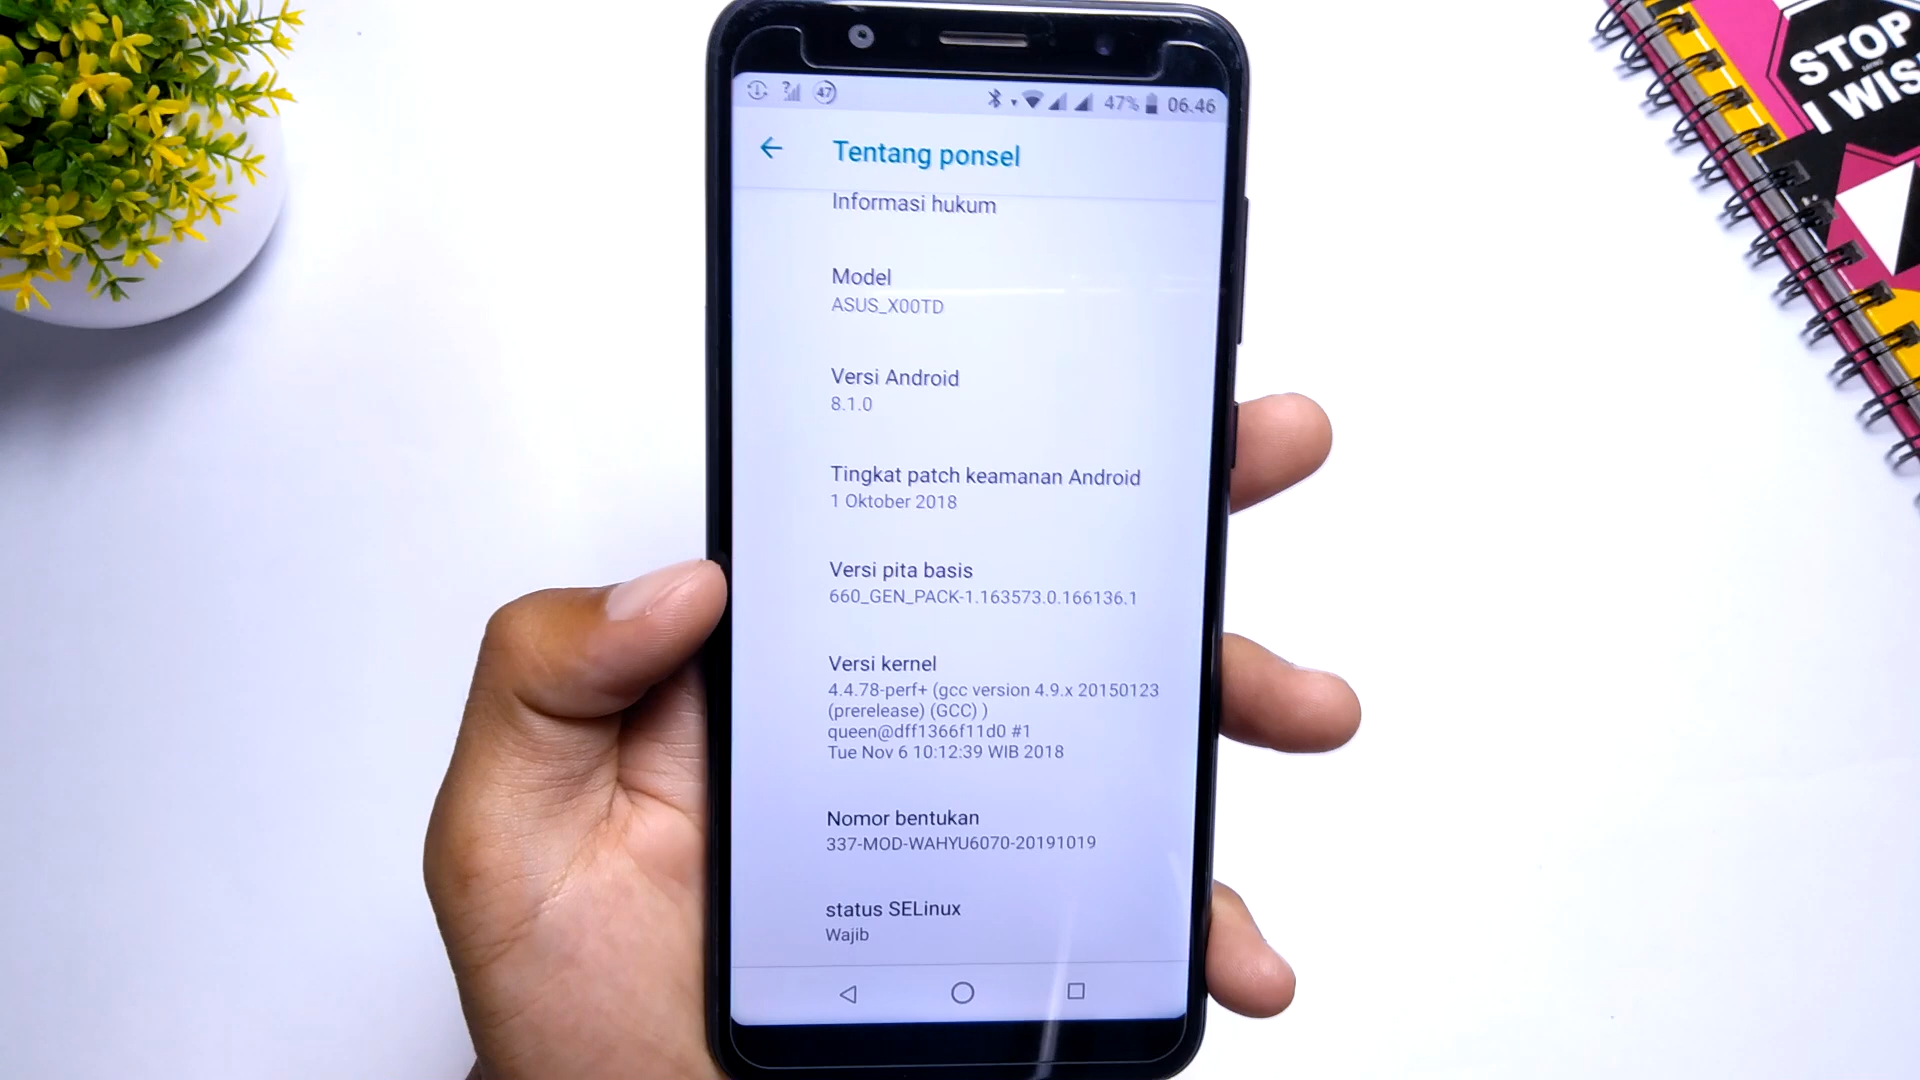 47
47% 06.46
Tentang ponsel
Informasi hukum
Model
ASUS_X00TD
Versi Android
8.1.0
Tingkat patch keamanan Android
1 Oktober 2018
Versi pita basis
660_GEN_PACK-1.163573.0.166136.1
Versi kernel
4.4.78-perf+ (gcc version 4.9.x 20150123
(prerelease) (GCC) )
queen@dff1366f11d0 #1
Tue Nov 6 10:12:39 WIB 2018
Nomor bentukan
337-MOD-WAHYU6070-20191019
status SELinux
Wajib
STOP
I WIS